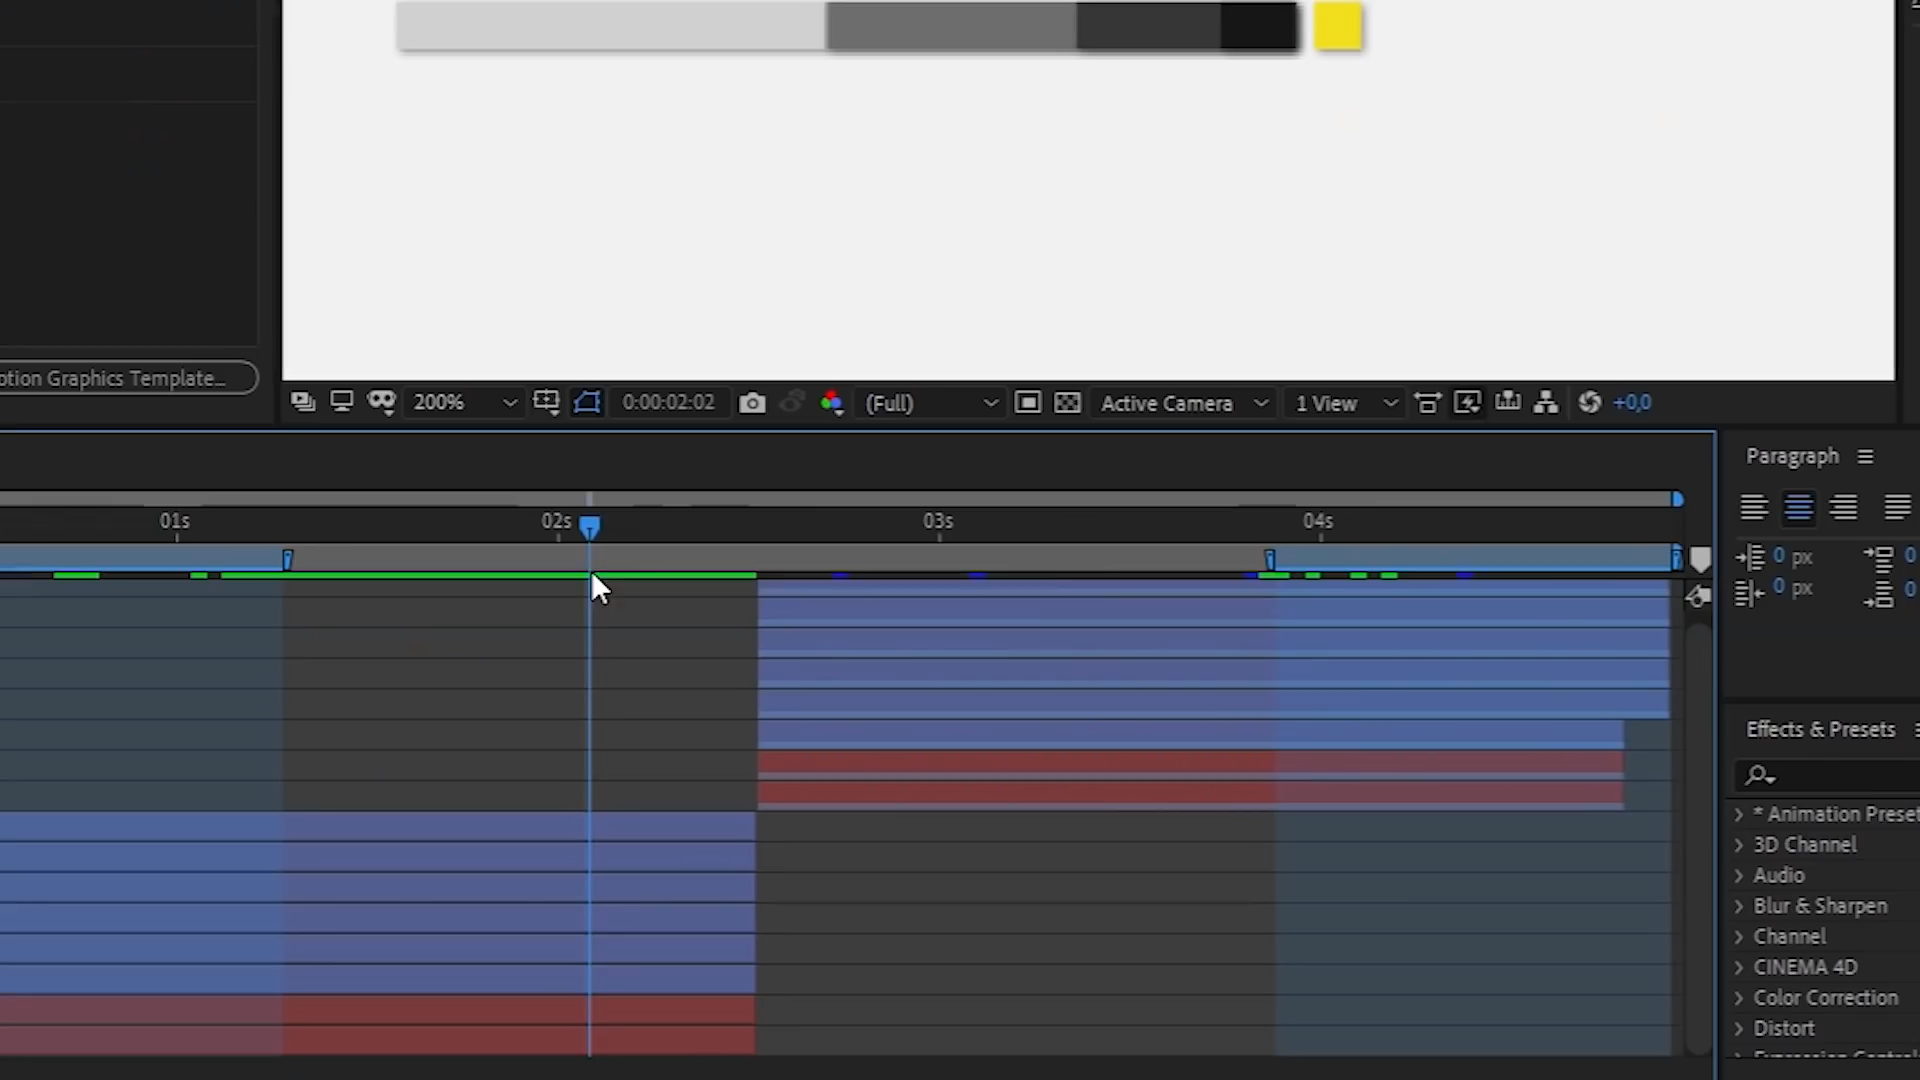 otion Graphics Template...
200%
0:00:02:02
(Full)
Active Camera
1 View
+0,0
Paragraph
01s
02s
03s
04s
0 px
0
0 px
0
Effects & Presets
* Animation Preset
3D Channel
Audio
Blur & Sharpen
Channel
CINEMA 4D
Color Correction
Distort